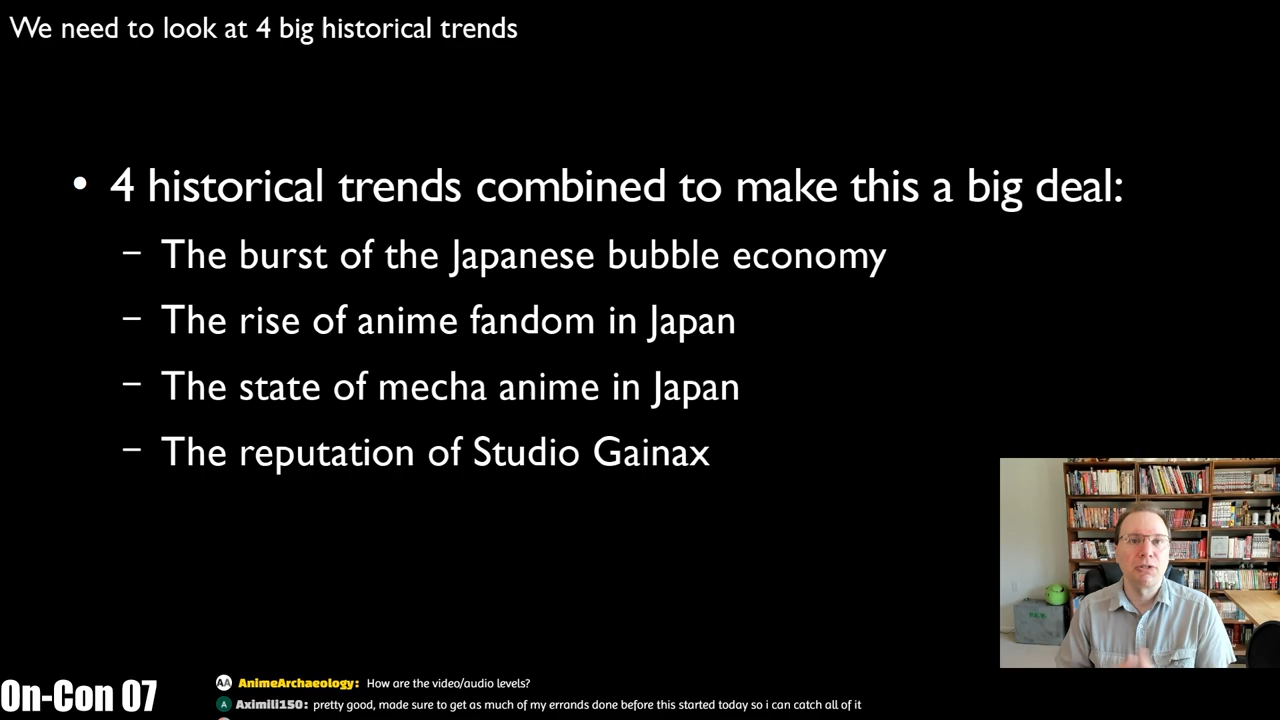 We need to look at 4 big historical trends
• 4 historical trends combined to make this a big deal:
– The burst of the Japanese bubble economy
– The rise of anime fandom in Japan
– The state of mecha anime in Japan
– The reputation of Studio Gainax
On-Con 07
AA AnimeArchaeology: How are the video/audio levels?
A Aximili150: pretty good, made sure to get as much of my errands done before this started today so i can catch all of it